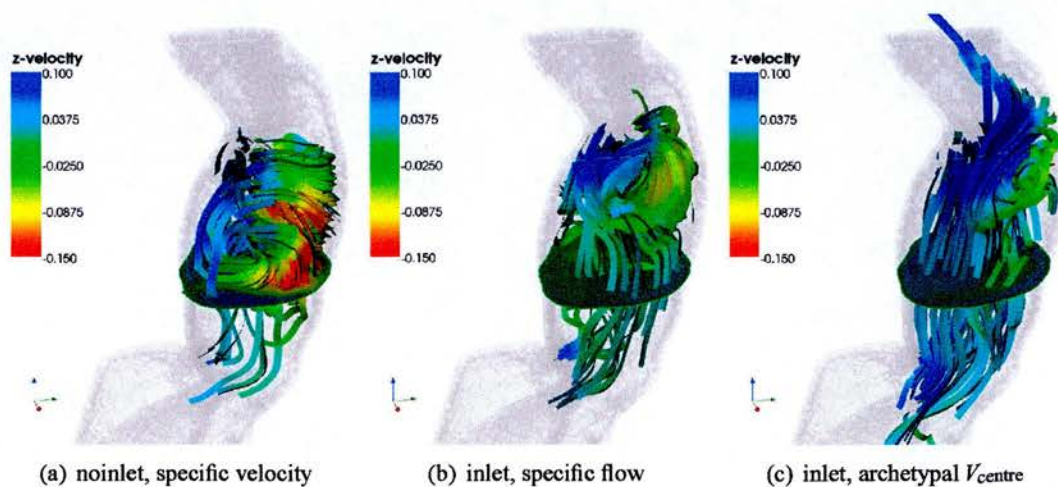 z-velocity
0.100
0.0375
-0.0250
-0.0875
-0.150
z-velocity
0.100
0.0375
-0.0250
-0.0875
-0.150
z-velocity
0.100
0.0375
-0.0250
-0.0875
-0.150
(a) noinlet, specific velocity
(b) inlet, specific flow
(c) inlet, archetypal Vcentre